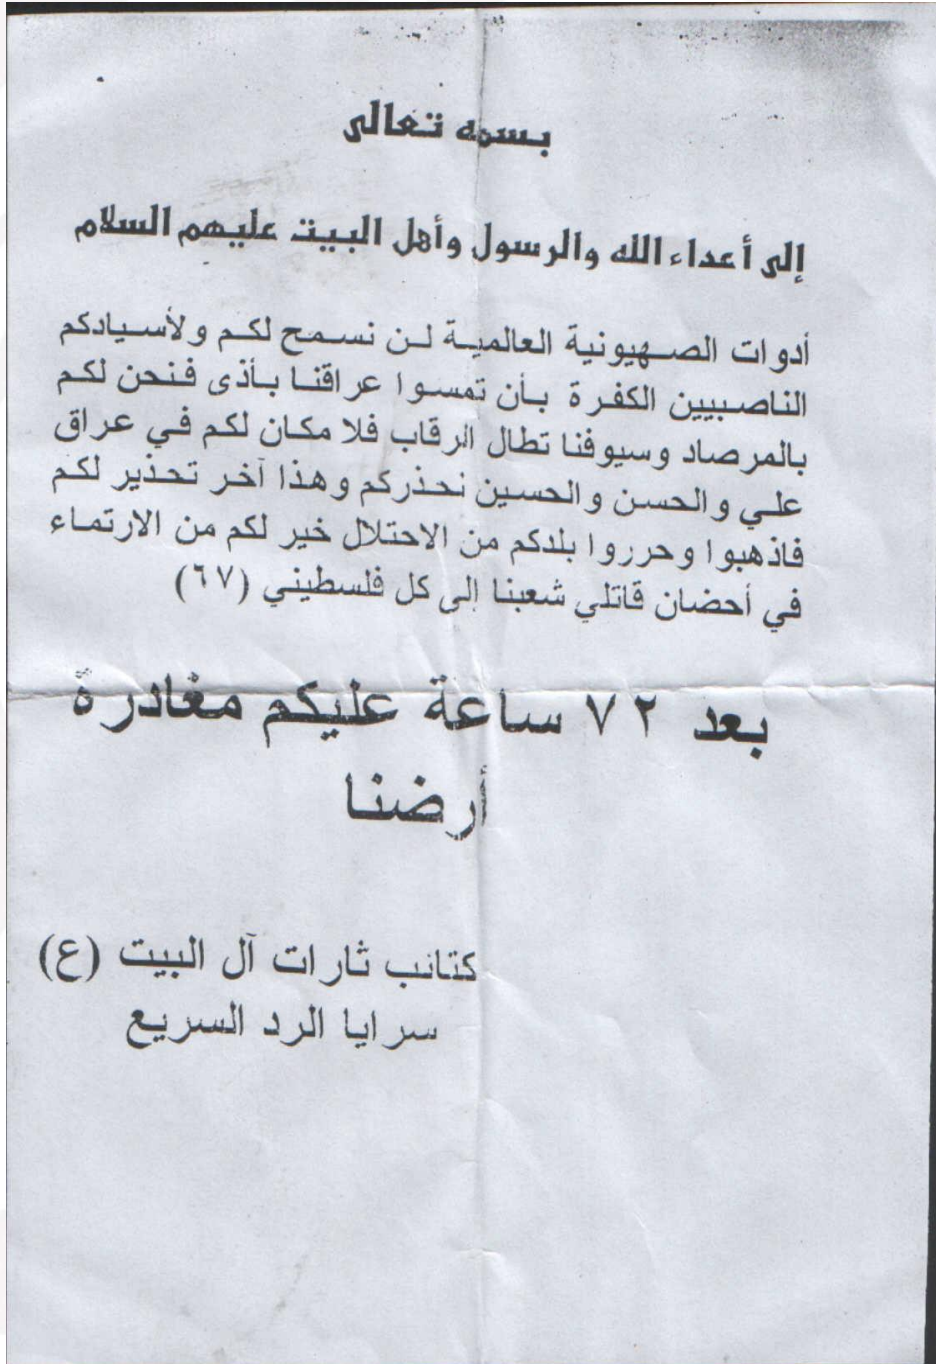 بسمه تعالى
إلى أعداء الله والرسول وأهل البيت عليهم السلام
أدوات الصهيونية العالمية لن نسمح لكم ولأسيادكم
الناصبيين الكفرة بأن تمسوا عراقنا بأذى فنحن لكم
بالمرصاد وسيوفنا تطال الرقاب فلا مكان لكم في عراق
علي والحسن والحسين نحذركم وهذا آخر تحذير لكم
فاذهبوا وحرروا بلدكم من الاحتلال خير لكم من الارتماء
في أحضان قاتلي شعبنا إلى كل فلسطيني (٦٧)
بعد ٧٢ ساعة عليكم مغادرة
أرضنا
كتائب ثارات آل البيت (ع)
سرايا الرد السريع